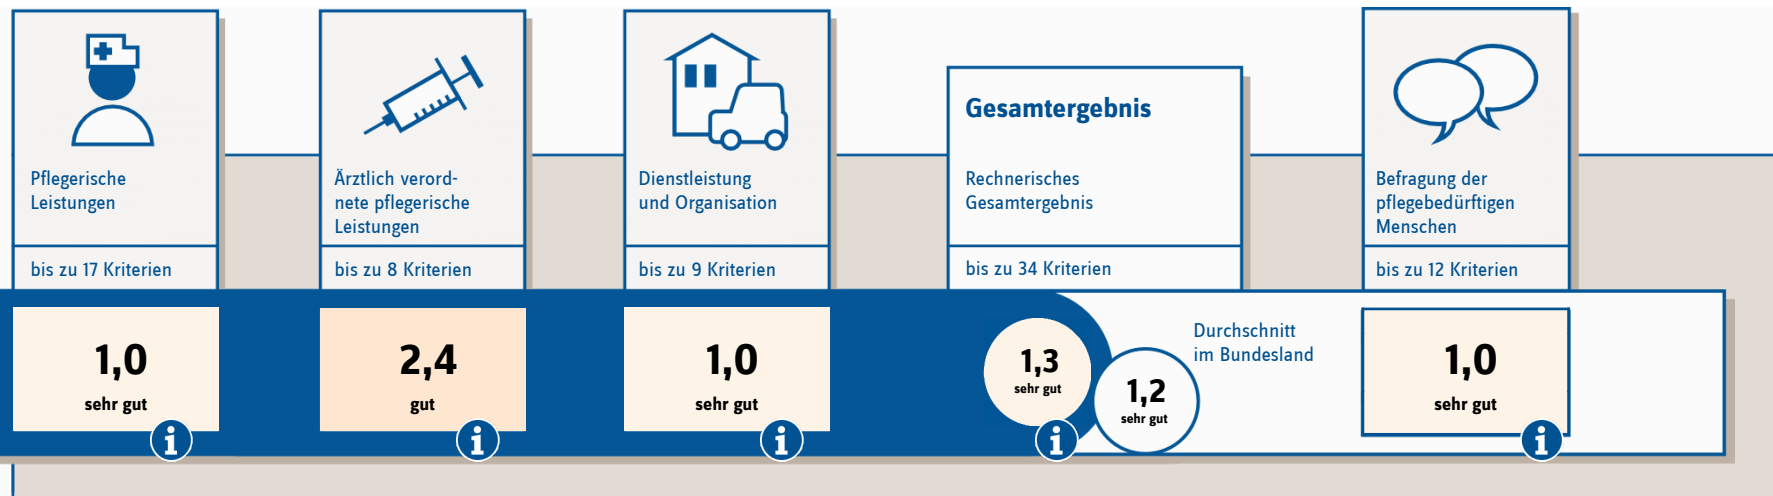 Pflegerische
Leistungen
bis zu 17 Kriterien
1,0
sehr gut
i
Ärztlich verord-
nete pflegerische
Leistungen
bis zu 8 Kriterien
2,4
gut
i
Dienstleistung
und Organisation
bis zu 9 Kriterien
1,0
sehr gut
i
Gesamtergebnis
Rechnerisches
Gesamtergebnis
bis zu 34 Kriterien
1,3
sehr gut
i
1,2
sehr gut
Durchschnitt
im Bundesland
Befragung der
pflegebedürftigen
Menschen
bis zu 12 Kriterien
1,0
sehr gut
i